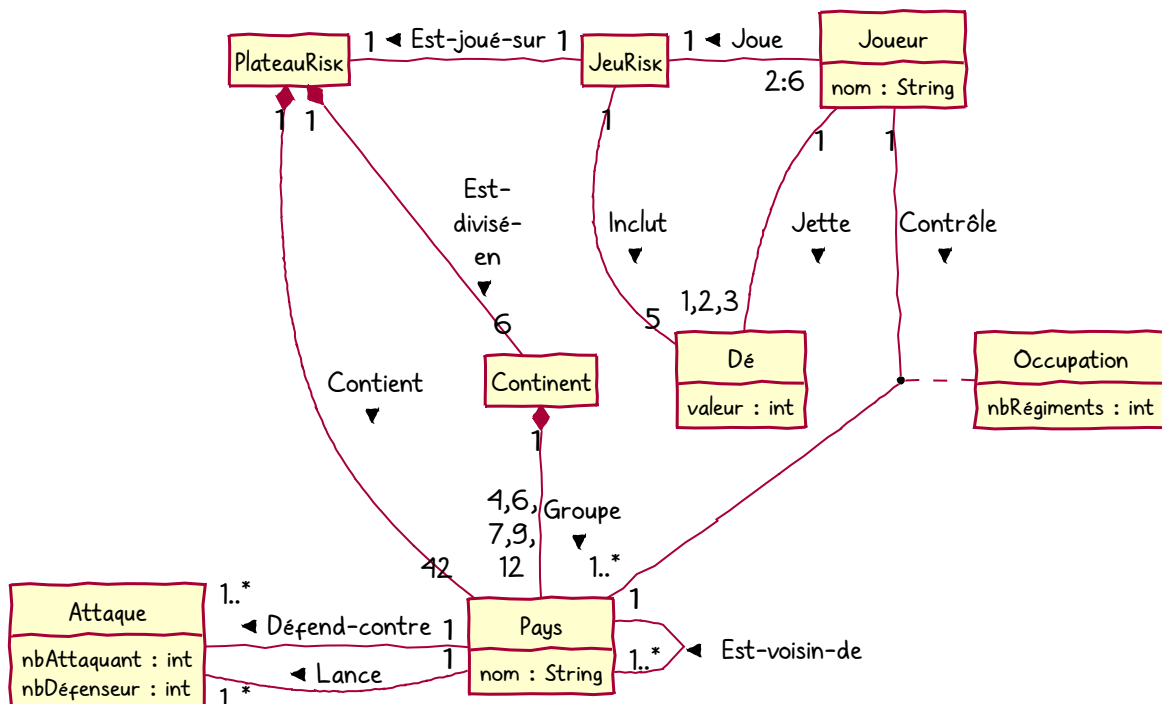 1 ◄ Est-joué-sur 1
1 ◄ Joue
Joueur
PlateauRisk
JeuRisk
2:6
nom : String
1
1
1
1
1
Est-
divisé-
en
▼
Inclut
▼
Jette
▼
Contrôle
▼
1,2,3
6
5
Dé
valeur : int
Occupation
nbRégiments : int
Continent
Contient
▼
1
4,6,
7,9,
12
Groupe
▼
1..*
42
1..*
1
Attaque
nbAttaquant : int
nbDéfenseur : int
◄ Défend-contre 1
1
◄ Lance
1 *
Pays
nom : String
1..*
◄ Est-voisin-de